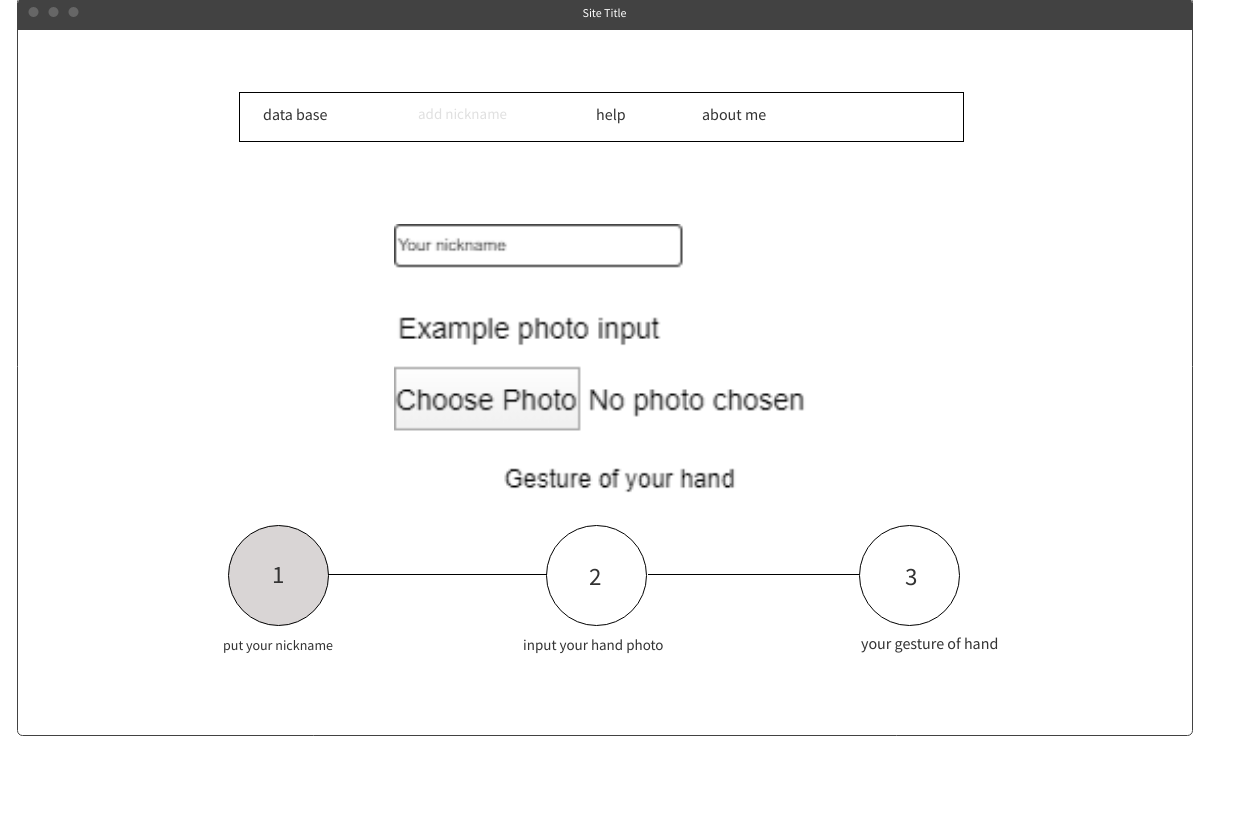 Site Title
data base add nickname help about me
Your nickname
Example photo input
Choose Photo No photo chosen
Gesture of your hand
1 2 3
put your nickname input your hand photo your gesture of hand